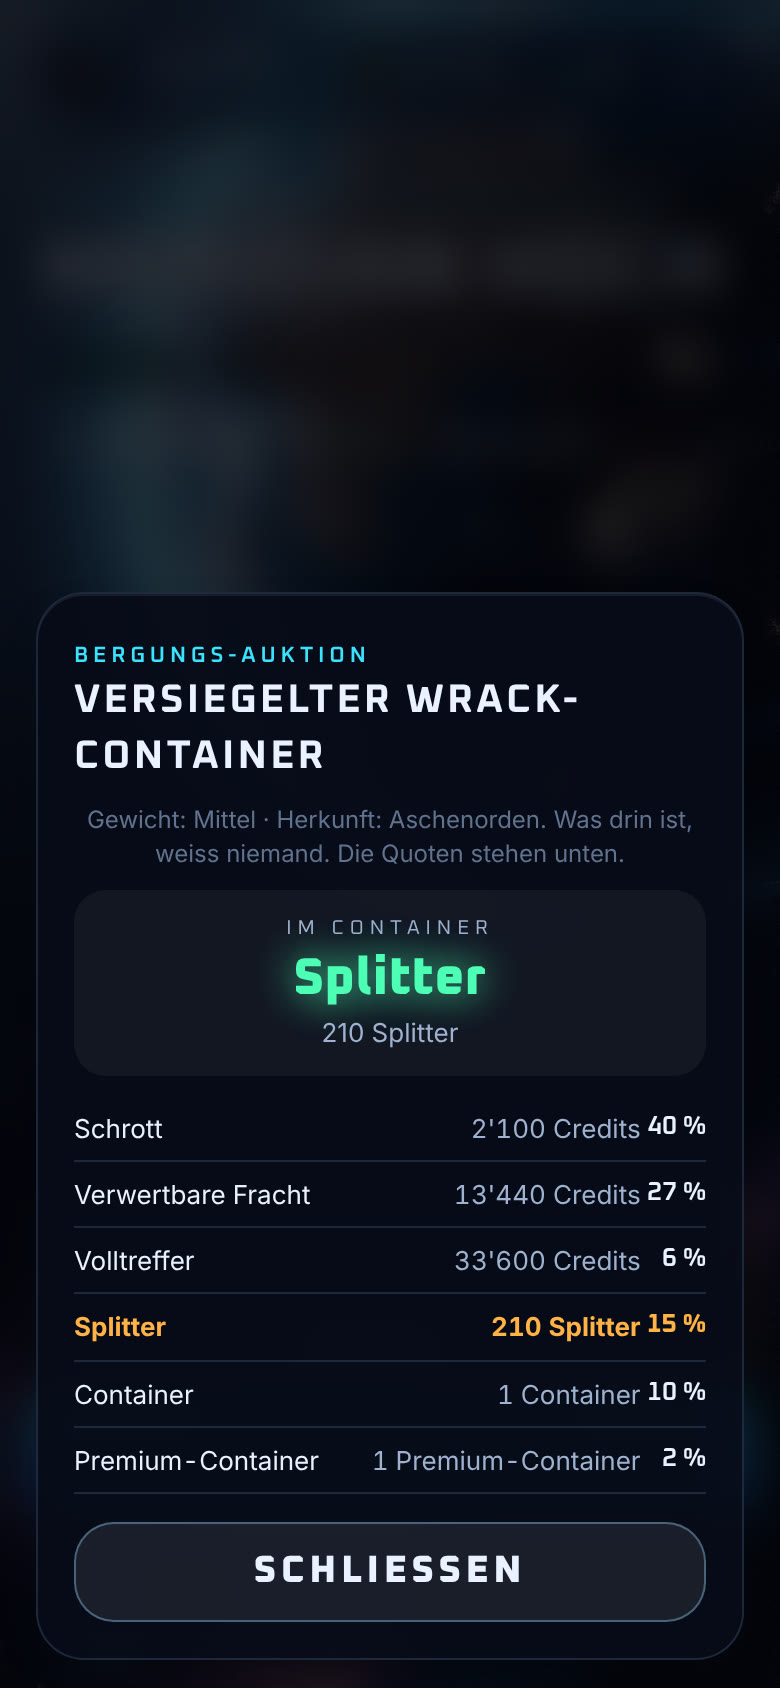 BERGUNGS-AUKTION
VERSIEGELTER WRACK-
CONTAINER
Gewicht: Mittel · Herkunft: Aschenorden. Was drin ist,
weiss niemand. Die Quoten stehen unten.
IM CONTAINER
Splitter
210 Splitter
Schrott 2'100 Credits 40 %
Verwertbare Fracht 13'440 Credits 27 %
Volltreffer 33'600 Credits 6 %
Splitter 210 Splitter 15 %
Container 1 Container 10 %
Premium-Container 1 Premium-Container 2 %
SCHLIESSEN